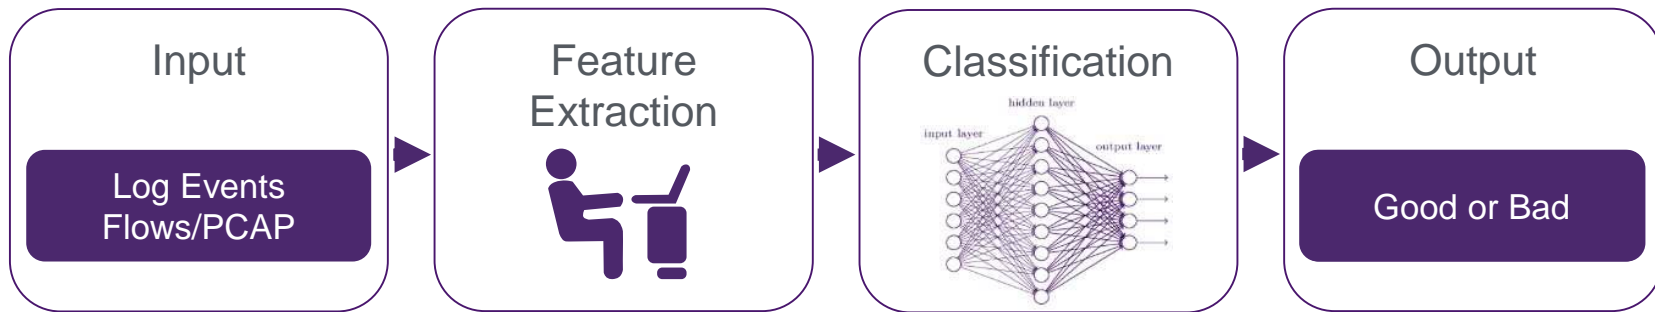 Input
Log Events
Flows/PCAP
Feature
Extraction
Classification
hidden layer
input layer
output layer
Output
Good or Bad